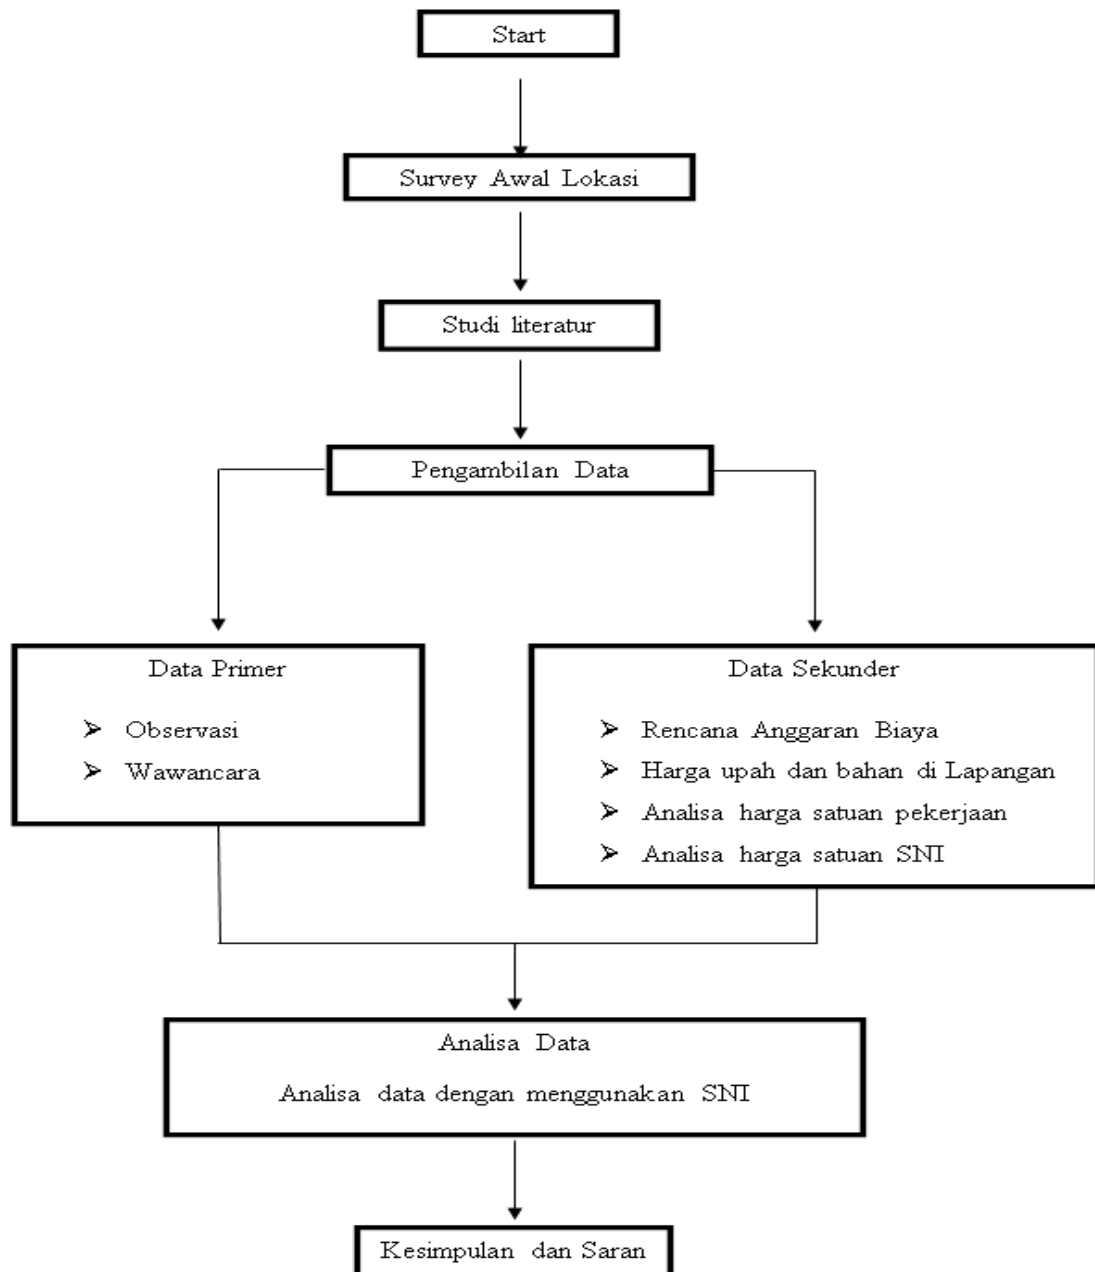 Start
Survey Awal Lokasi
Studi literatur
Pengambilan Data
Data Primer
➤ Observasi
➤ Wawancara
Data Sekunder
➤ Rencana Anggaran Biaya
➤ Harga upah dan bahan di Lapangan
➤ Analisa harga satuan pekerjaan
➤ Analisa harga satuan SNI
Analisa Data
Analisa data dengan menggunakan SNI
Kesimpulan dan Saran